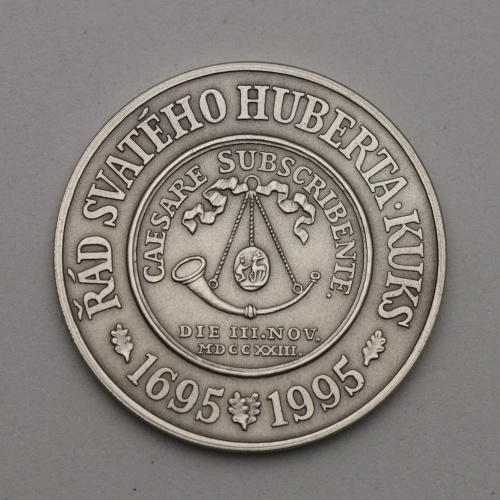 ŘÁD SVATÉHO HUBERTA · KUKS
1695 1995
CAESARE SUBSCRIBENTE.
DIE III. NOV.
MDCCXXIII.